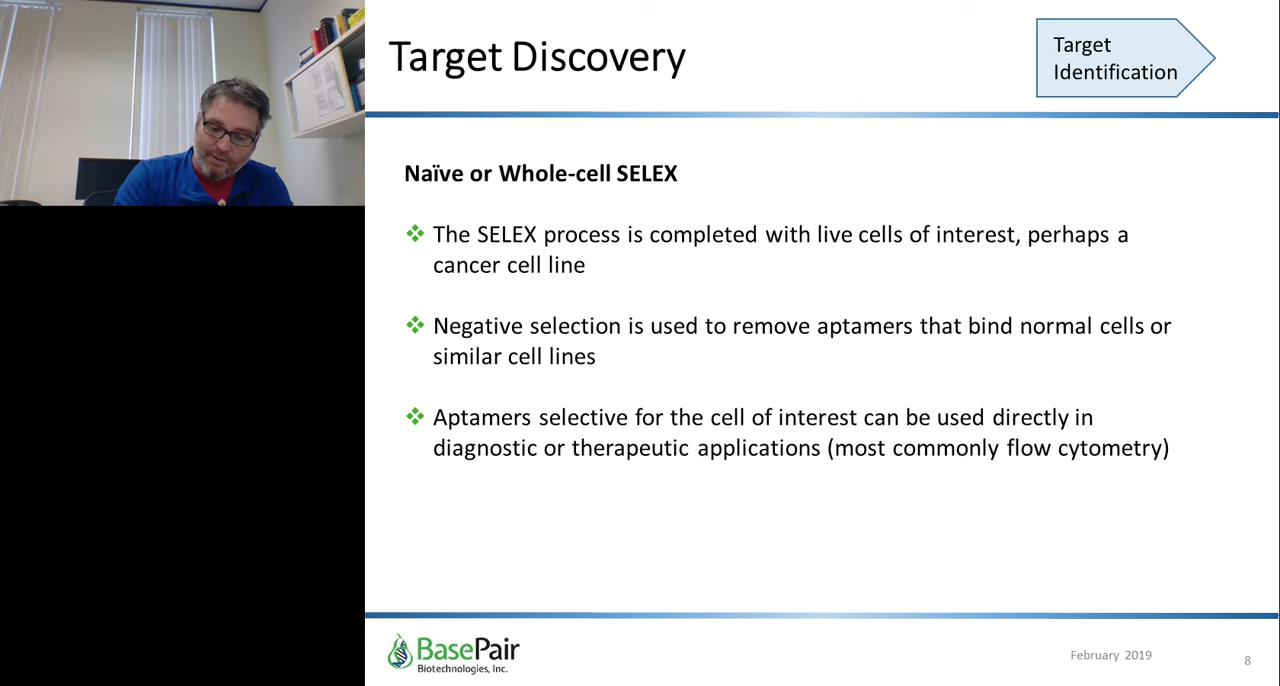 Target Discovery
Target
Identification
Naïve or Whole-cell SELEX
The SELEX process is completed with live cells of interest, perhaps a
cancer cell line
Negative selection is used to remove aptamers that bind normal cells or
similar cell lines
Aptamers selective for the cell of interest can be used directly in
diagnostic or therapeutic applications (most commonly flow cytometry)
BasePair
Biotechnologies, Inc.
February 2019
8